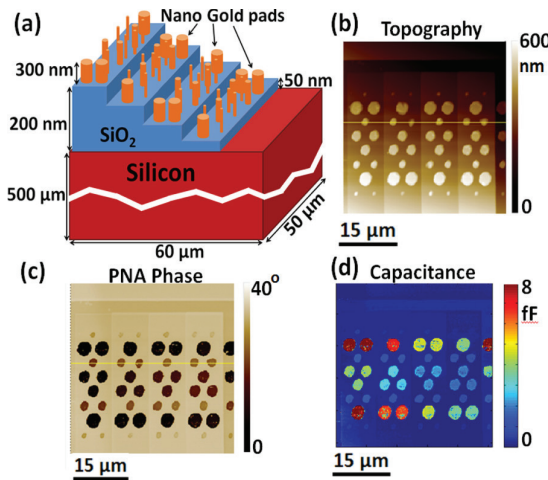 (a)
Nano Gold pads
300 nm
50 nm
200 nm
SiO₂
Silicon
500 μm
60 μm
50 μm
(b)
Topography
600
nm
0
15 μm
(c)
PNA Phase
40°
0
15 μm
(d)
Capacitance
8
fF
0
15 μm